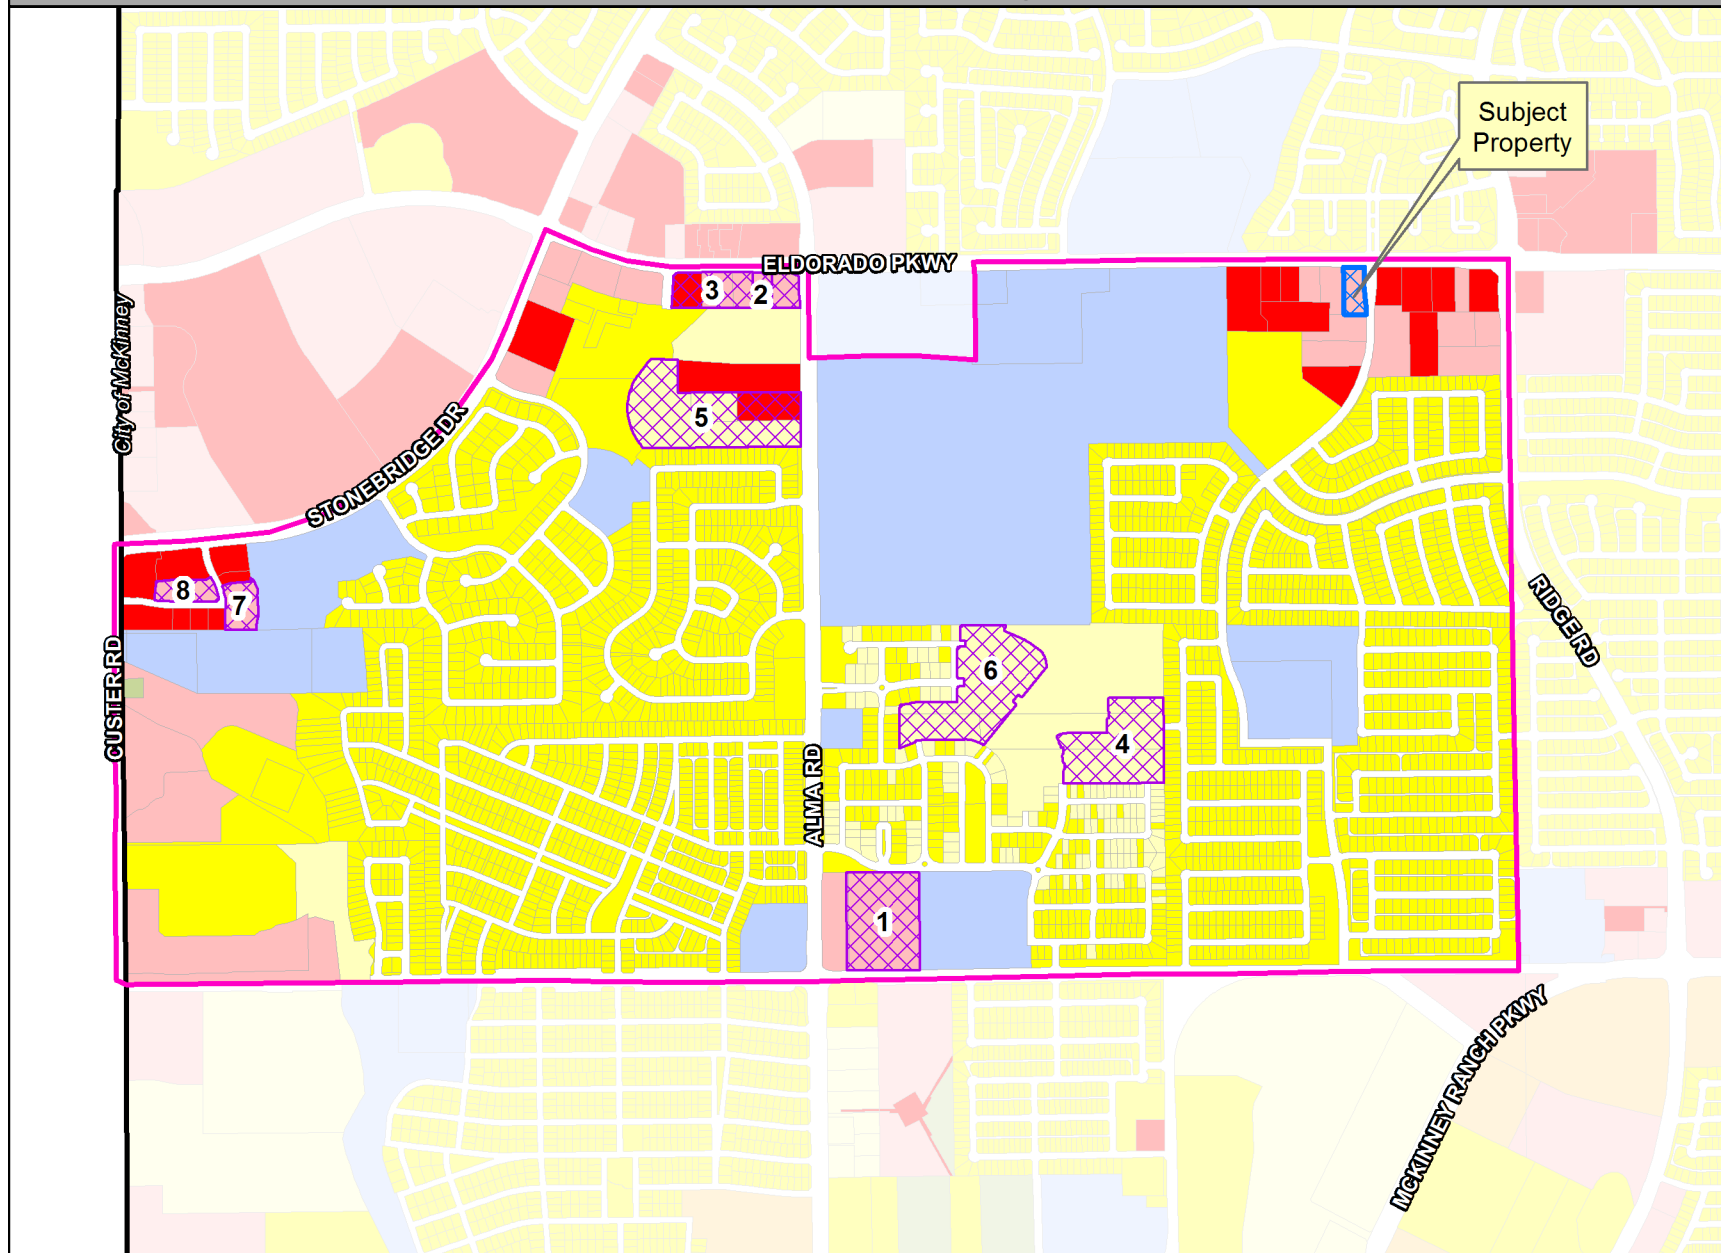 Subject
Property
ELDORADO PKWY
3
2
City of McKinney
5
STONEBRIDGE DR
8
7
RIDGE RD
CUSTER RD
6
4
ALMA RD
1
MCKINNEY RANCH PKWY